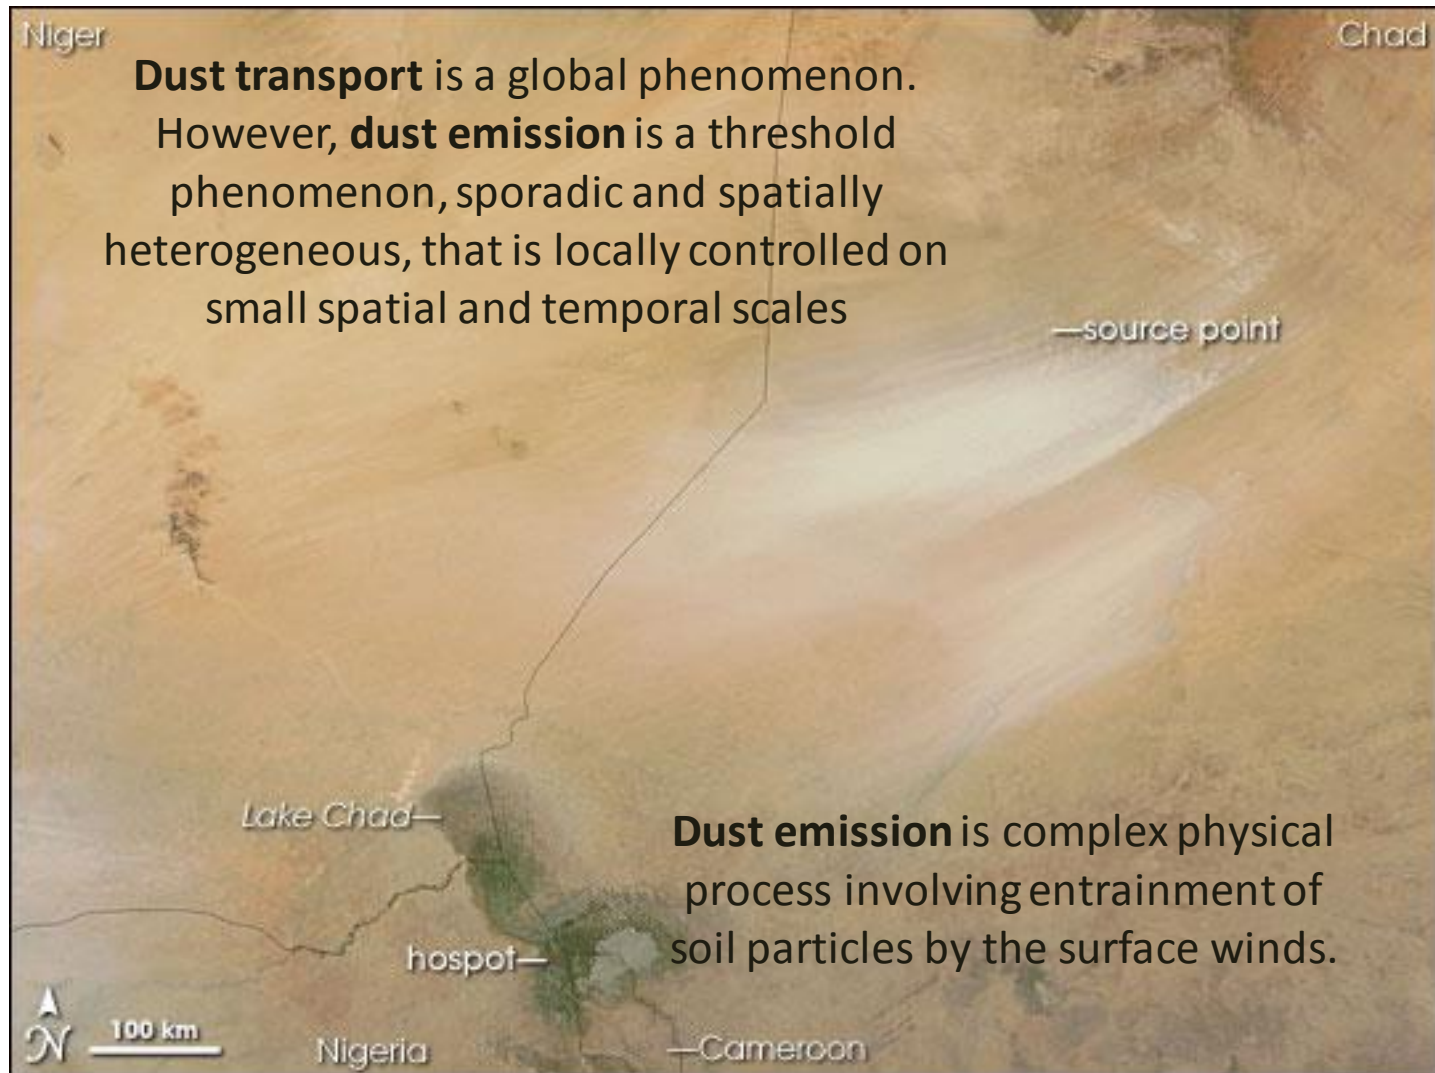 Niger
Chad
Dust transport is a global phenomenon.
However, dust emission is a threshold
phenomenon, sporadic and spatially
heterogeneous, that is locally controlled on
small spatial and temporal scales
—source point
Lake Chad—
Dust emission is complex physical
process involving entrainment of
soil particles by the surface winds.
hospot—
N
100 km
Nigeria
—Cameroon